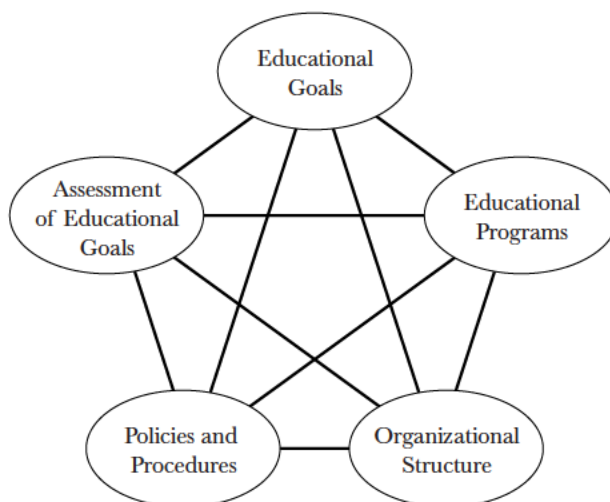 Educational
Goals
Assessment
of Educational
Goals
Educational
Programs
Policies and
Procedures
Organizational
Structure